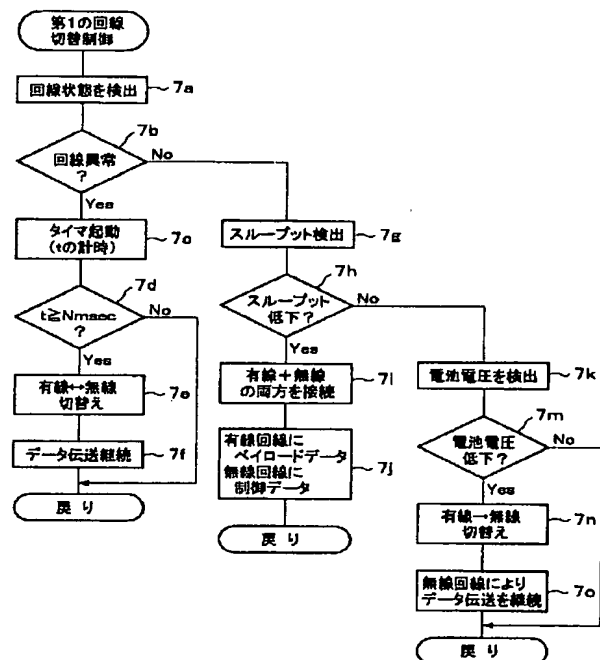 第1の回線
切替制御
回線状態を検出
7a
7b
回線異常
?
No
Yes
タイマ起動
(tの計時)
7c
7d
t≧Nmsec
?
No
Yes
有線↔無線
切替え
7e
データ伝送継続
7f
戻り
スループット検出
7g
7h
スループット
低下?
No
Yes
有線+無線
の両方を接続
7i
有線回線に
ペイロードデータ
無線回線に
制御データ
7j
戻り
電池電圧を検出
7k
7m
電池電圧
低下?
No
Yes
有線→無線
切替え
7n
無線回線により
データ伝送を継続
7o
戻り